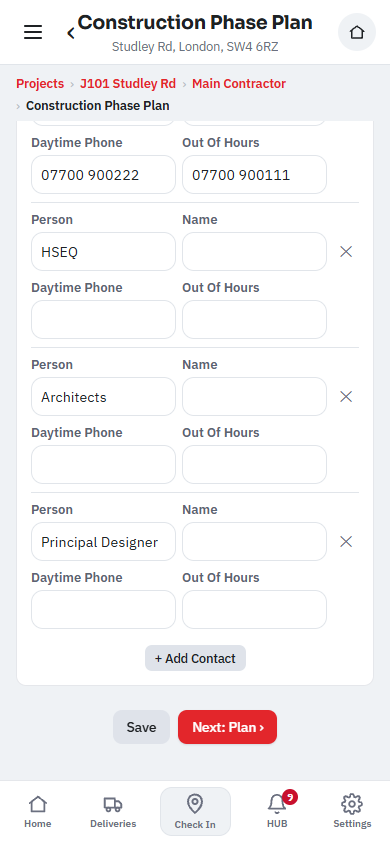 Construction Phase Plan
Studley Rd, London, SW4 6RZ
Projects › J101 Studley Rd › Main Contractor
› Construction Phase Plan
Daytime Phone Out Of Hours
07700 900222 07700 900111
Person Name
HSEQ
Daytime Phone Out Of Hours
Person Name
Architects
Daytime Phone Out Of Hours
Person Name
Principal Designer
Daytime Phone Out Of Hours
+ Add Contact
Save Next: Plan ›
9
Home Deliveries Check In HUB Settings